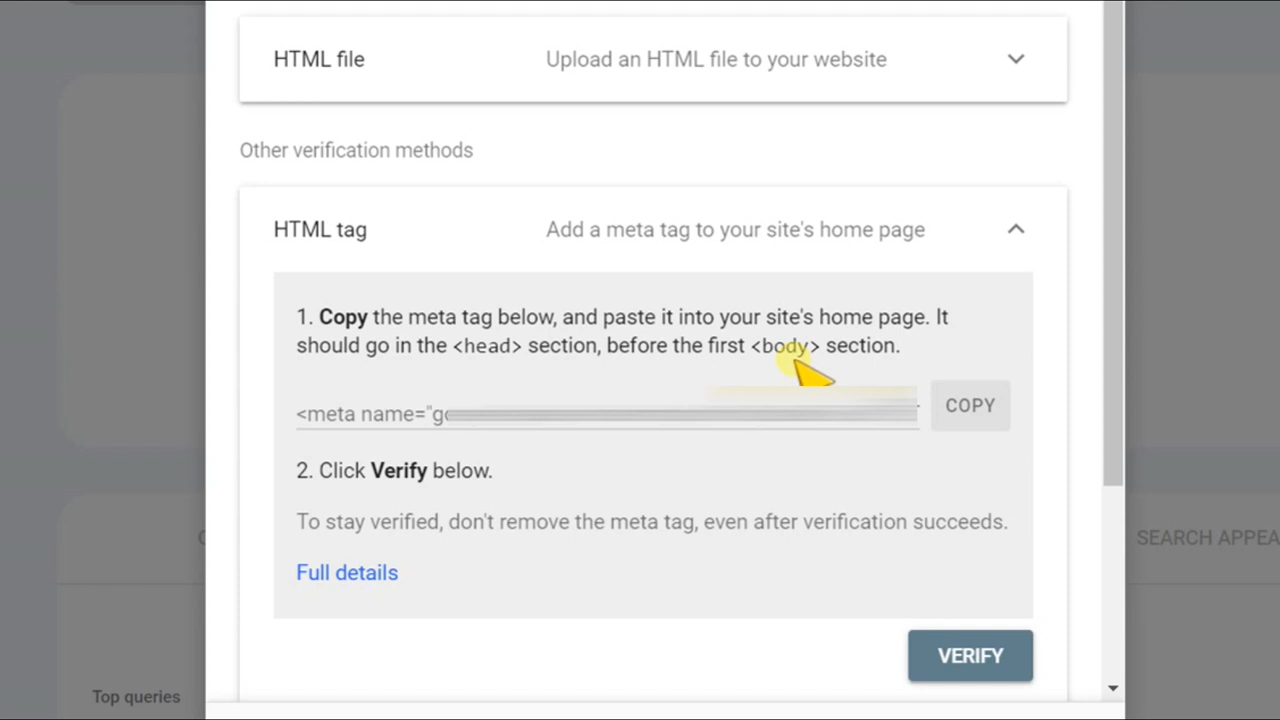 HTML file
Upload an HTML file to your website
Other verification methods
HTML tag
Add a meta tag to your site's home page
1. Copy the meta tag below, and paste it into your site's home page. It
should go in the <head> section, before the first <body> section.
<meta name="go
COPY
2. Click Verify below.
To stay verified, don't remove the meta tag, even after verification succeeds.
Full details
VERIFY
SEARCH APPEA
Top queries